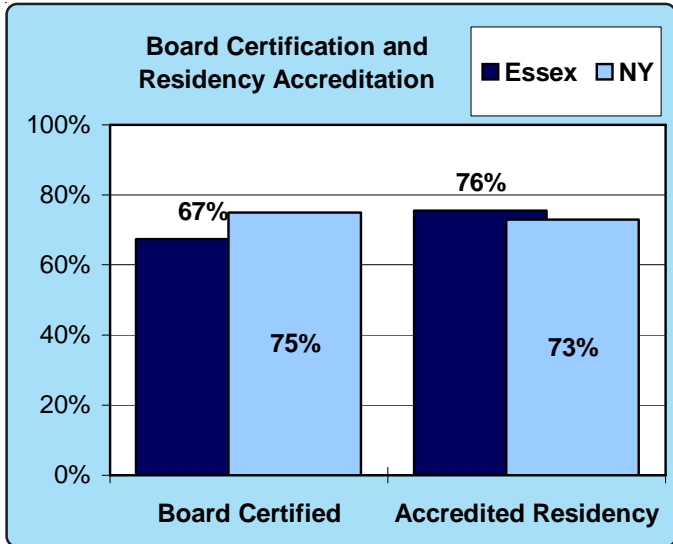 Board Certification and
Residency Accreditation
Essex NY
100%
80%
60%
40%
20%
0%
67%
75%
76%
73%
Board Certified Accredited Residency